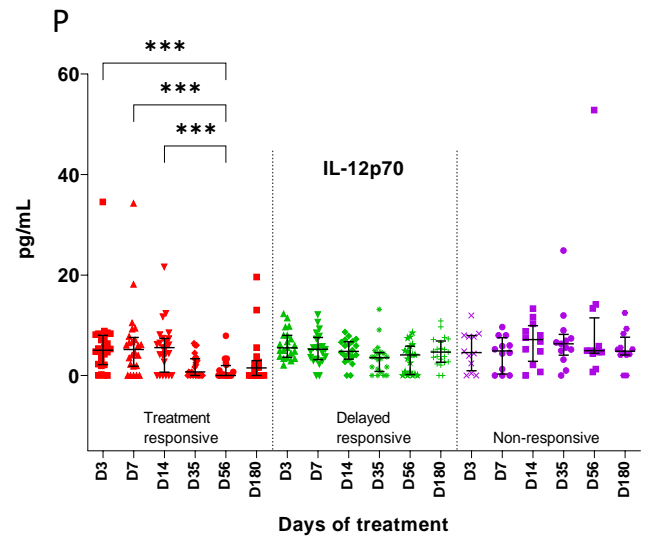 P
***
***
***
60
IL-12p70
40
pg/mL
20
0
Treatment responsive
Delayed responsive
Non-responsive
D3 D7 D14 D35 D56 D180 D3 D7 D14 D35 D56 D180 D3 D7 D14 D35 D56 D180
Days of treatment